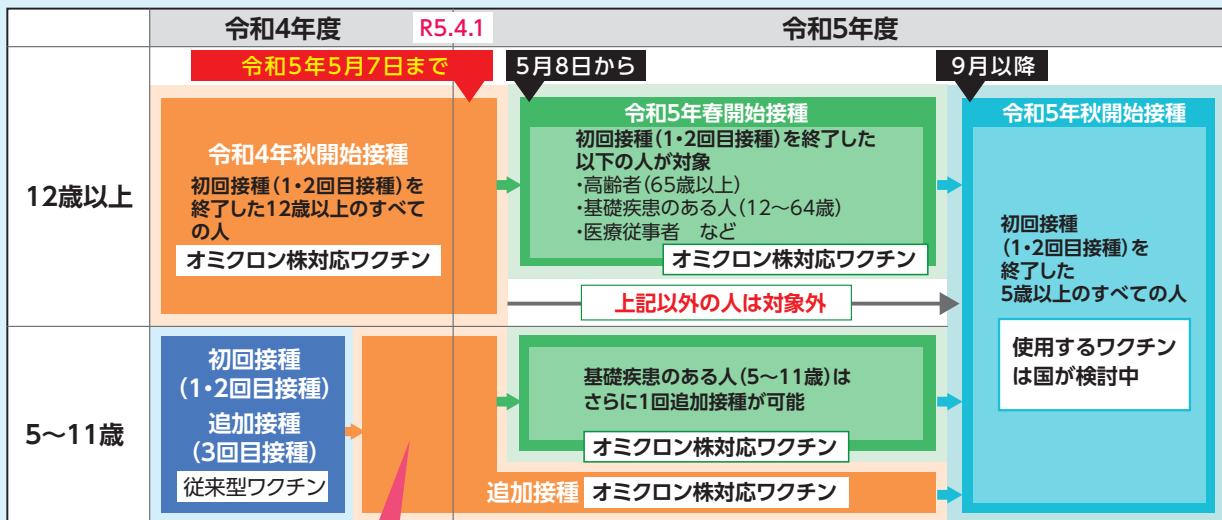 令和4年度
R5.4.1
令和5年度
令和5年5月7日まで
5月8日から
9月以降
12歳以上
令和4年秋開始接種
初回接種(1・2回目接種)を
終了した12歳以上のすべて
の人
オミクロン株対応ワクチン
令和5年春開始接種
初回接種(1・2回目接種)を終了した
以下の人が対象
・高齢者(65歳以上)
・基礎疾患のある人(12〜64歳)
・医療従事者 など
オミクロン株対応ワクチン
上記以外の人は対象外
令和5年秋開始接種
初回接種
(1・2回目接種)を
終了した
5歳以上のすべての人
使用するワクチン
は国が検討中
5〜11歳
初回接種
(1・2回目接種)
追加接種
(3回目接種)
従来型ワクチン
基礎疾患のある人(5〜11歳)は
さらに1回追加接種が可能
オミクロン株対応ワクチン
追加接種 オミクロン株対応ワクチン